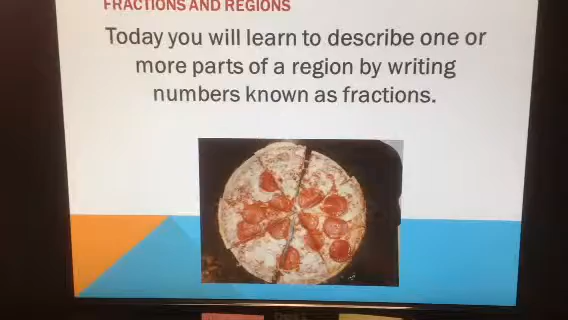 FRACTIONS AND REGIONS
Today you will learn to describe one or
more parts of a region by writing
numbers known as fractions.